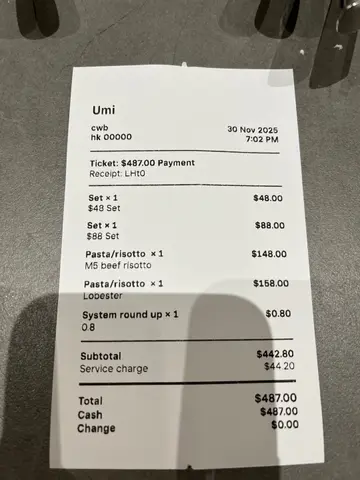 Umi
cwb
hk 00000
30 Nov 2025
7:02 PM
Ticket: $487.00 Payment
Receipt: LHt0
Set × 1 $48.00
$48 Set
Set × 1 $88.00
$88 Set
Pasta/risotto × 1 $148.00
M5 beef risotto
Pasta/risotto × 1 $158.00
Lobester
System round up × 1 $0.80
0.8
Subtotal $442.80
Service charge $44.20
Total $487.00
Cash $487.00
Change $0.00